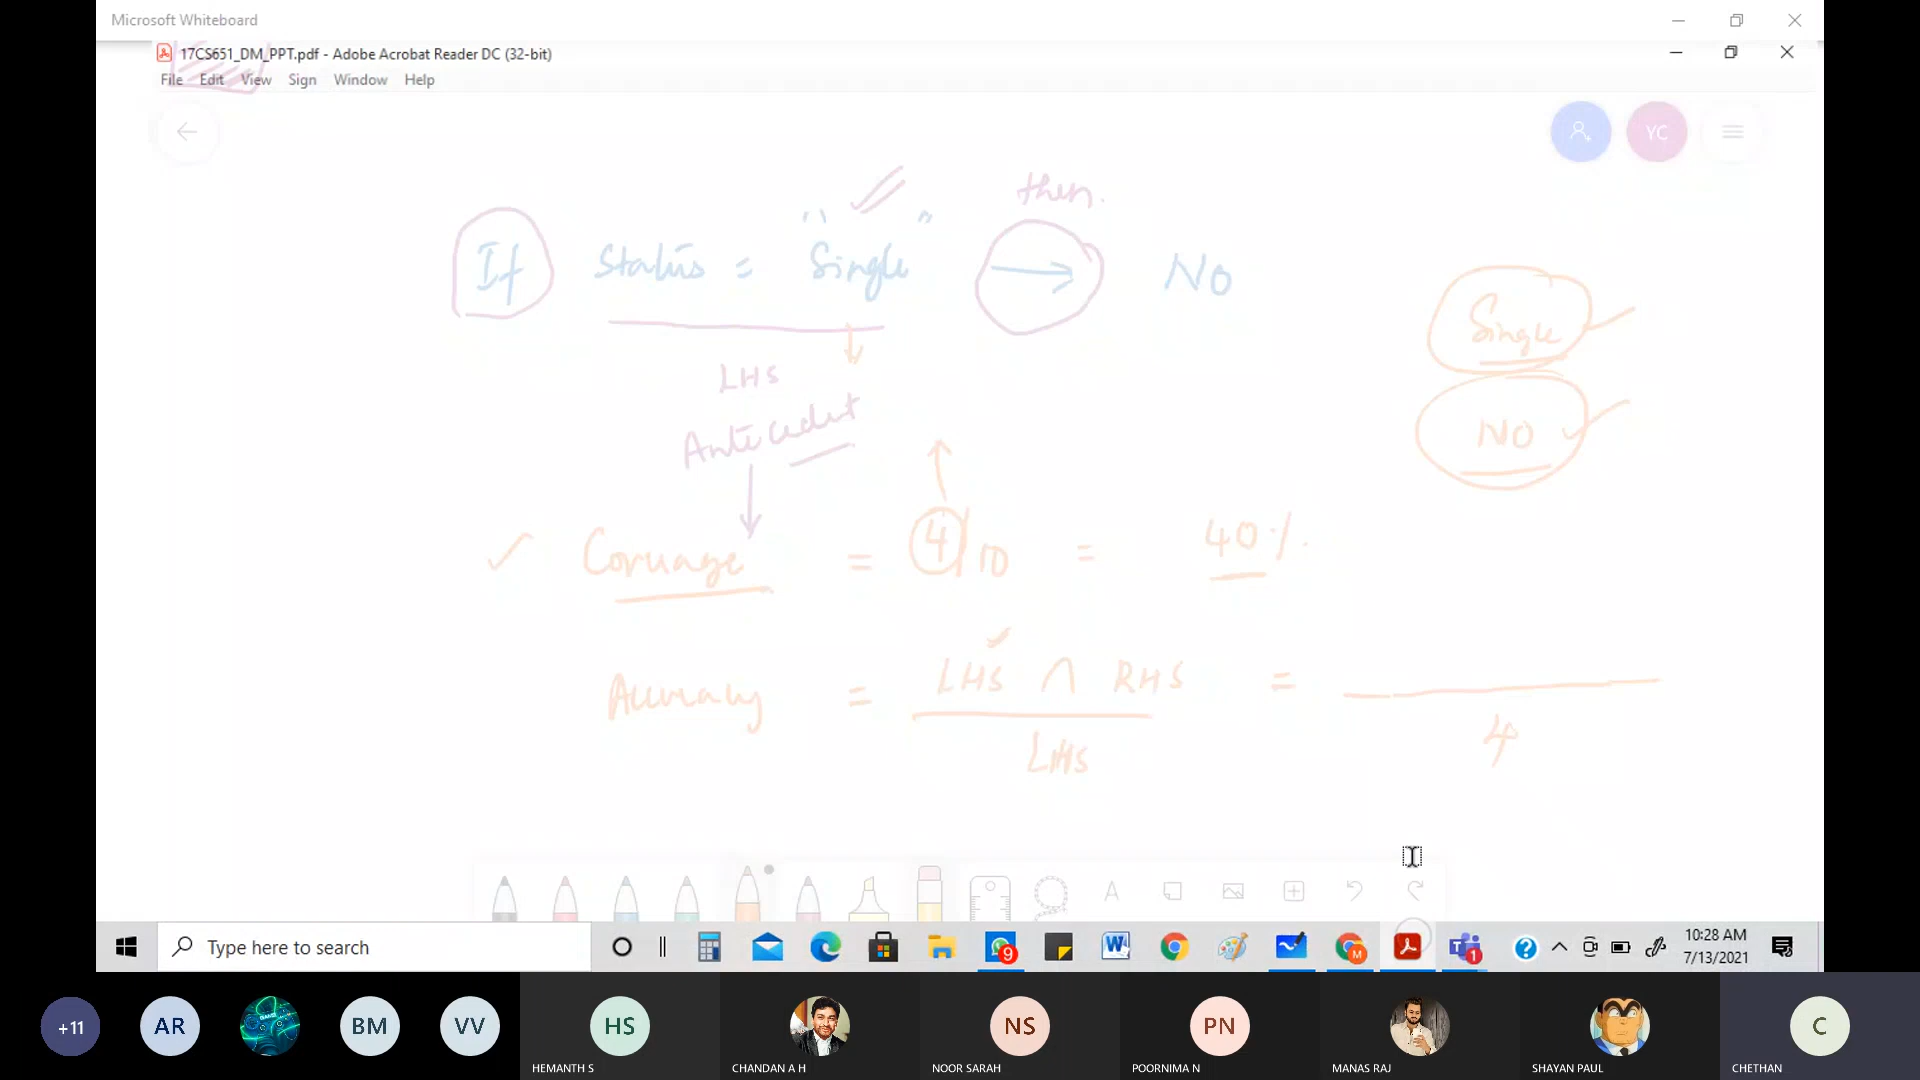 Microsoft Whiteboard
17CS651_DM_PPT.pdf - Adobe Acrobat Reader DC (32-bit)
File Edit View Sign Window Help
YC
then.
If Status = "Single" → No
Single
LHS
NO
Antecedent
Coverage = 4/10 = 40%.
Accuracy = LHS ∩ RHS =
LHS
4
Type here to search
9
1
10:28 AM
7/13/2021
+11 AR BM VV HS NS PN C
HEMANTH S CHANDAN A H NOOR SARAH POORNIMA N MANAS RAJ SHAYAN PAUL CHETHAN